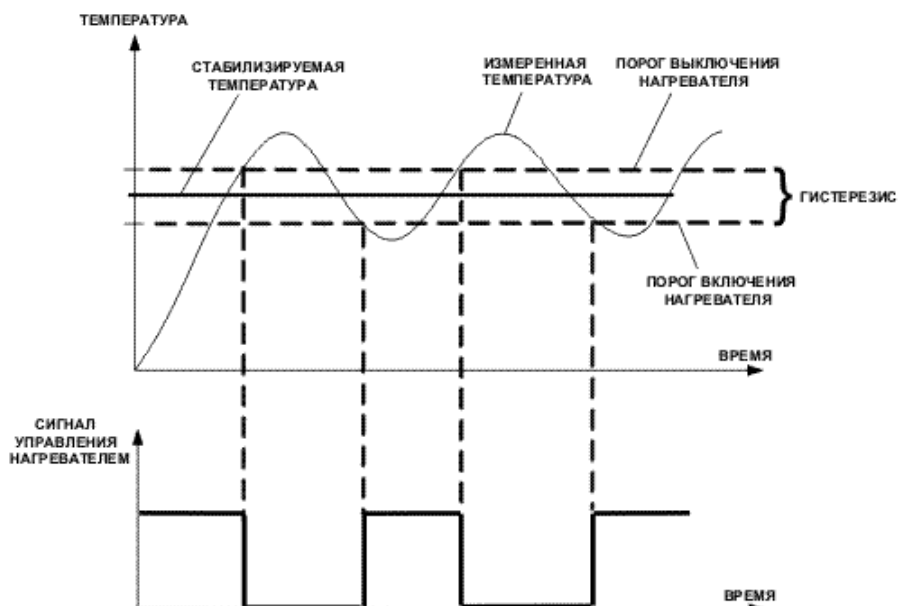 ТЕМПЕРАТУРА
СТАБИЛИЗИРУЕМАЯ
ТЕМПЕРАТУРА
ИЗМЕРЕННАЯ
ТЕМПЕРАТУРА
ПОРОГ ВЫКЛЮЧЕНИЯ
НАГРЕВАТЕЛЯ
ГИСТЕРЕЗИС
ПОРОГ ВКЛЮЧЕНИЯ
НАГРЕВАТЕЛЯ
ВРЕМЯ
СИГНАЛ
УПРАВЛЕНИЯ
НАГРЕВАТЕЛЕМ
ВРЕМЯ